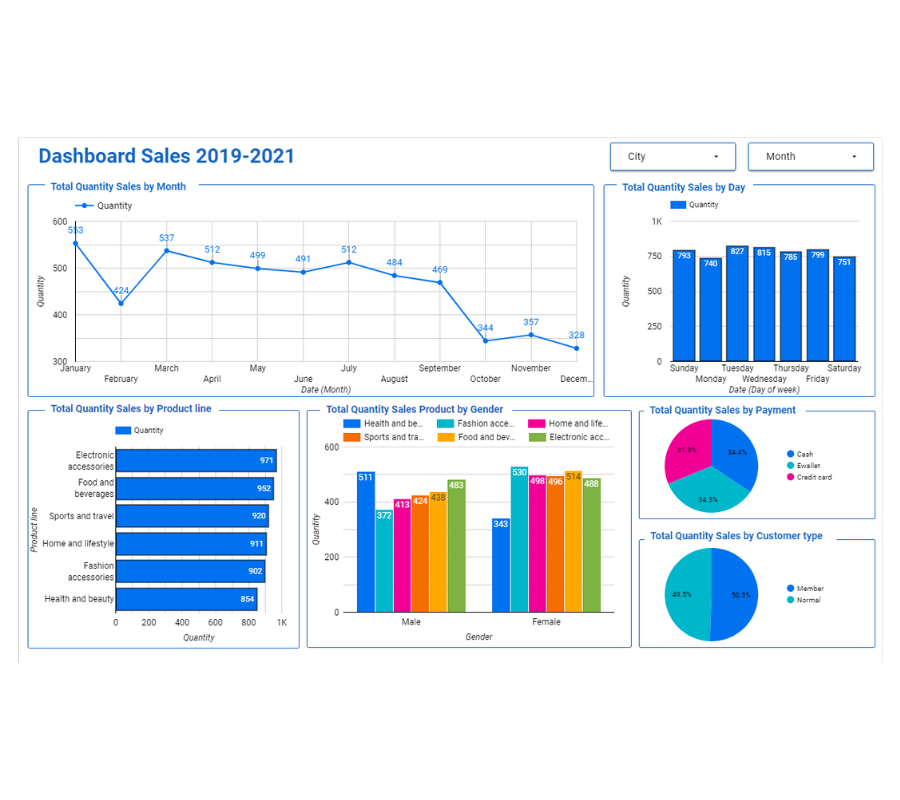 Dashboard Sales 2019-2021
City
Month
Total Quantity Sales by Month
Quantity
600
500
400
300
Quantity
553
424
537
512
499
491
512
484
469
344
357
328
January
February
March
April
May
June
July
August
September
October
November
Decem...
Date (Month)
Total Quantity Sales by Day
Quantity
1K
750
500
250
0
Quantity
793
740
827
815
785
799
751
Sunday
Monday
Tuesday
Wednesday
Thursday
Friday
Saturday
Date (Day of week)
Total Quantity Sales by Product line
Quantity
Product line
Electronic
accessories
971
Food and
beverages
952
Sports and travel
920
Home and lifestyle
911
Fashion
accessories
902
Health and beauty
854
0
200
400
600
800
1K
Quantity
Total Quantity Sales Product by Gender
Health and be...
Fashion acce...
Home and life...
Sports and tra...
Food and bev...
Electronic acc...
600
400
200
0
Quantity
511
372
413
424
438
483
343
530
498
496
514
488
Male
Female
Gender
Total Quantity Sales by Payment
31.3%
34.4%
34.3%
Cash
Ewallet
Credit card
Total Quantity Sales by Customer type
49.5%
50.5%
Member
Normal